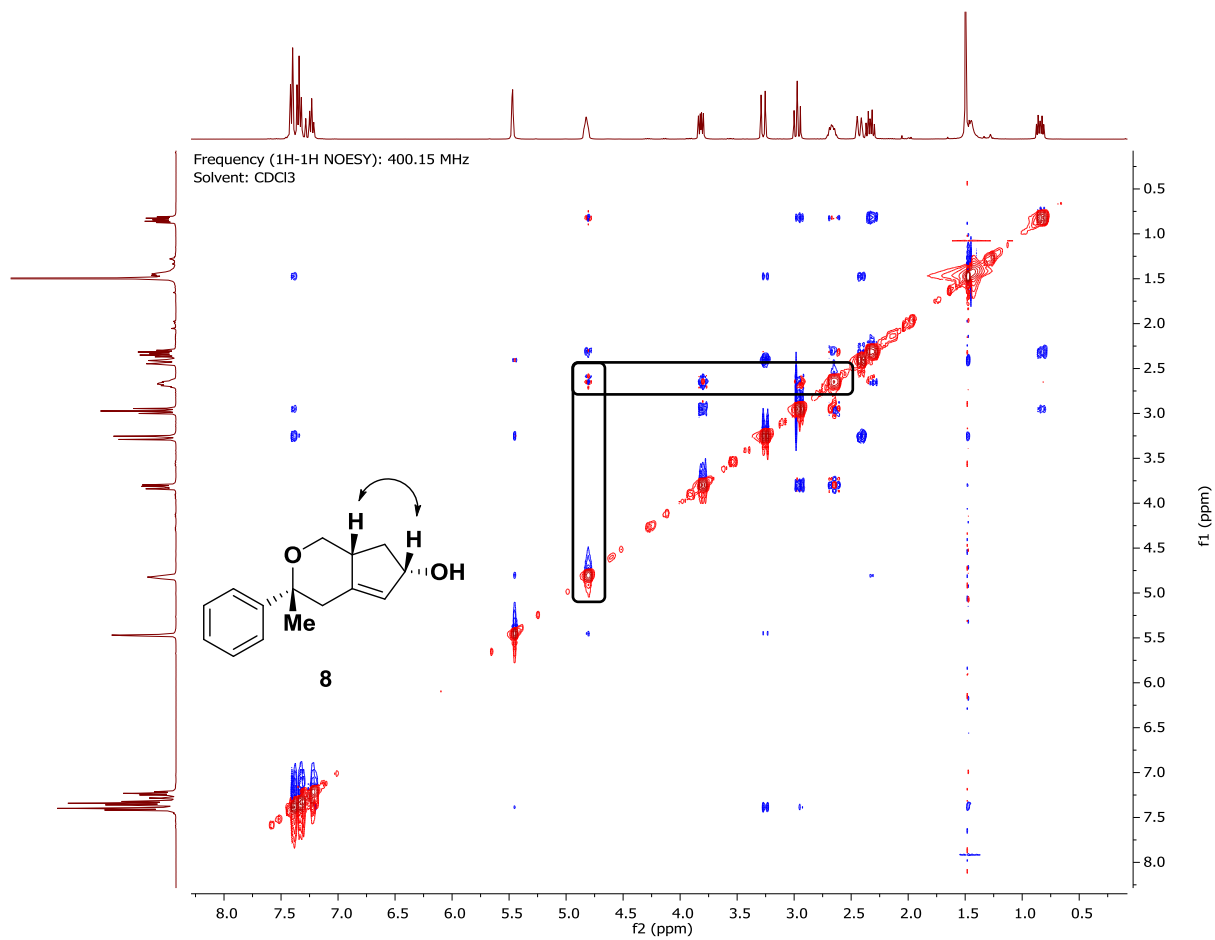 Frequency (1H-1H NOESY): 400.15 MHz
Solvent: CDCl3
0.5
1.0
1.5
2.0
2.5
3.0
3.5
4.0
4.5
5.0
5.5
6.0
6.5
7.0
7.5
8.0
f1 (ppm)
H
H
O
OH
Me
8
8.0 7.5 7.0 6.5 6.0 5.5 5.0 4.5 4.0 3.5 3.0 2.5 2.0 1.5 1.0 0.5
f2 (ppm)